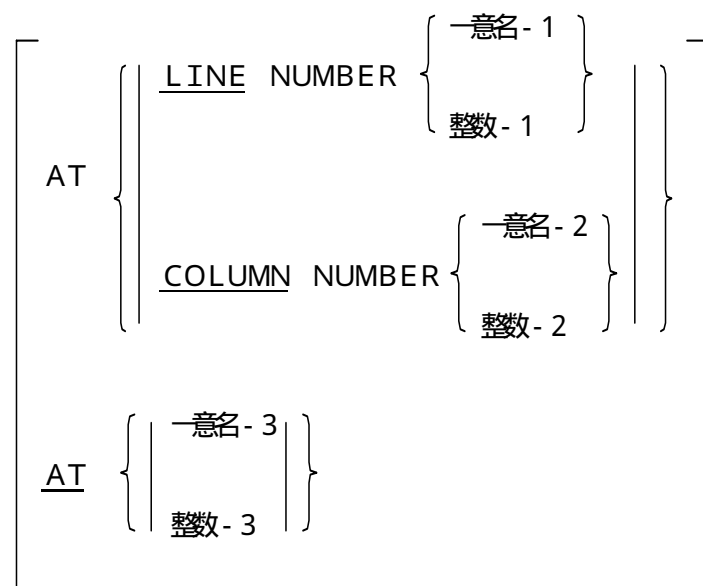 一意名-1
LINE NUMBER
整数-1
AT
一意名-2
COLUMN NUMBER
整数-2
一意名-3
AT
整数-3